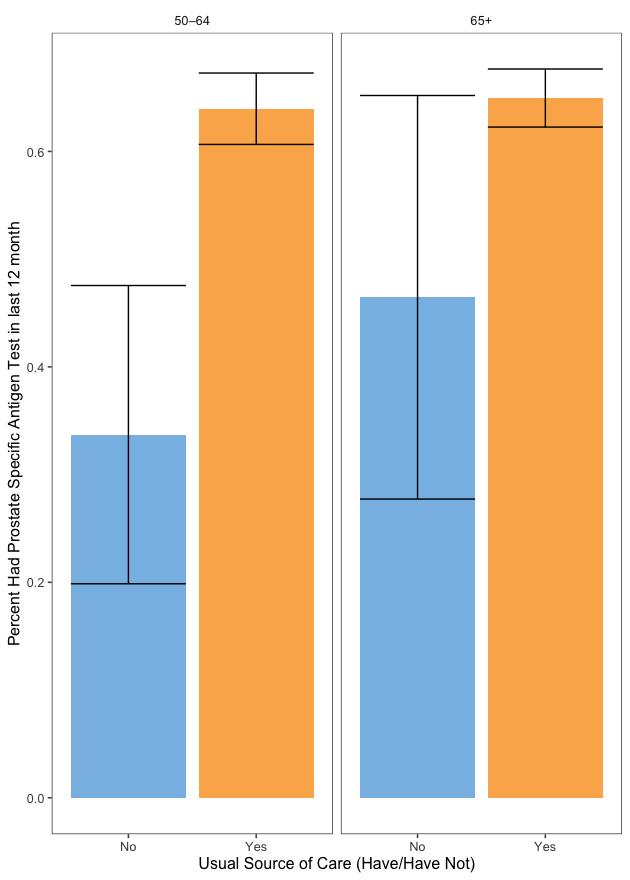 50–64
65+
Percent Had Prostate Specific Antigen Test in last 12 month
0.6
0.4
0.2
0.0
No
Yes
No
Yes
Usual Source of Care (Have/Have Not)